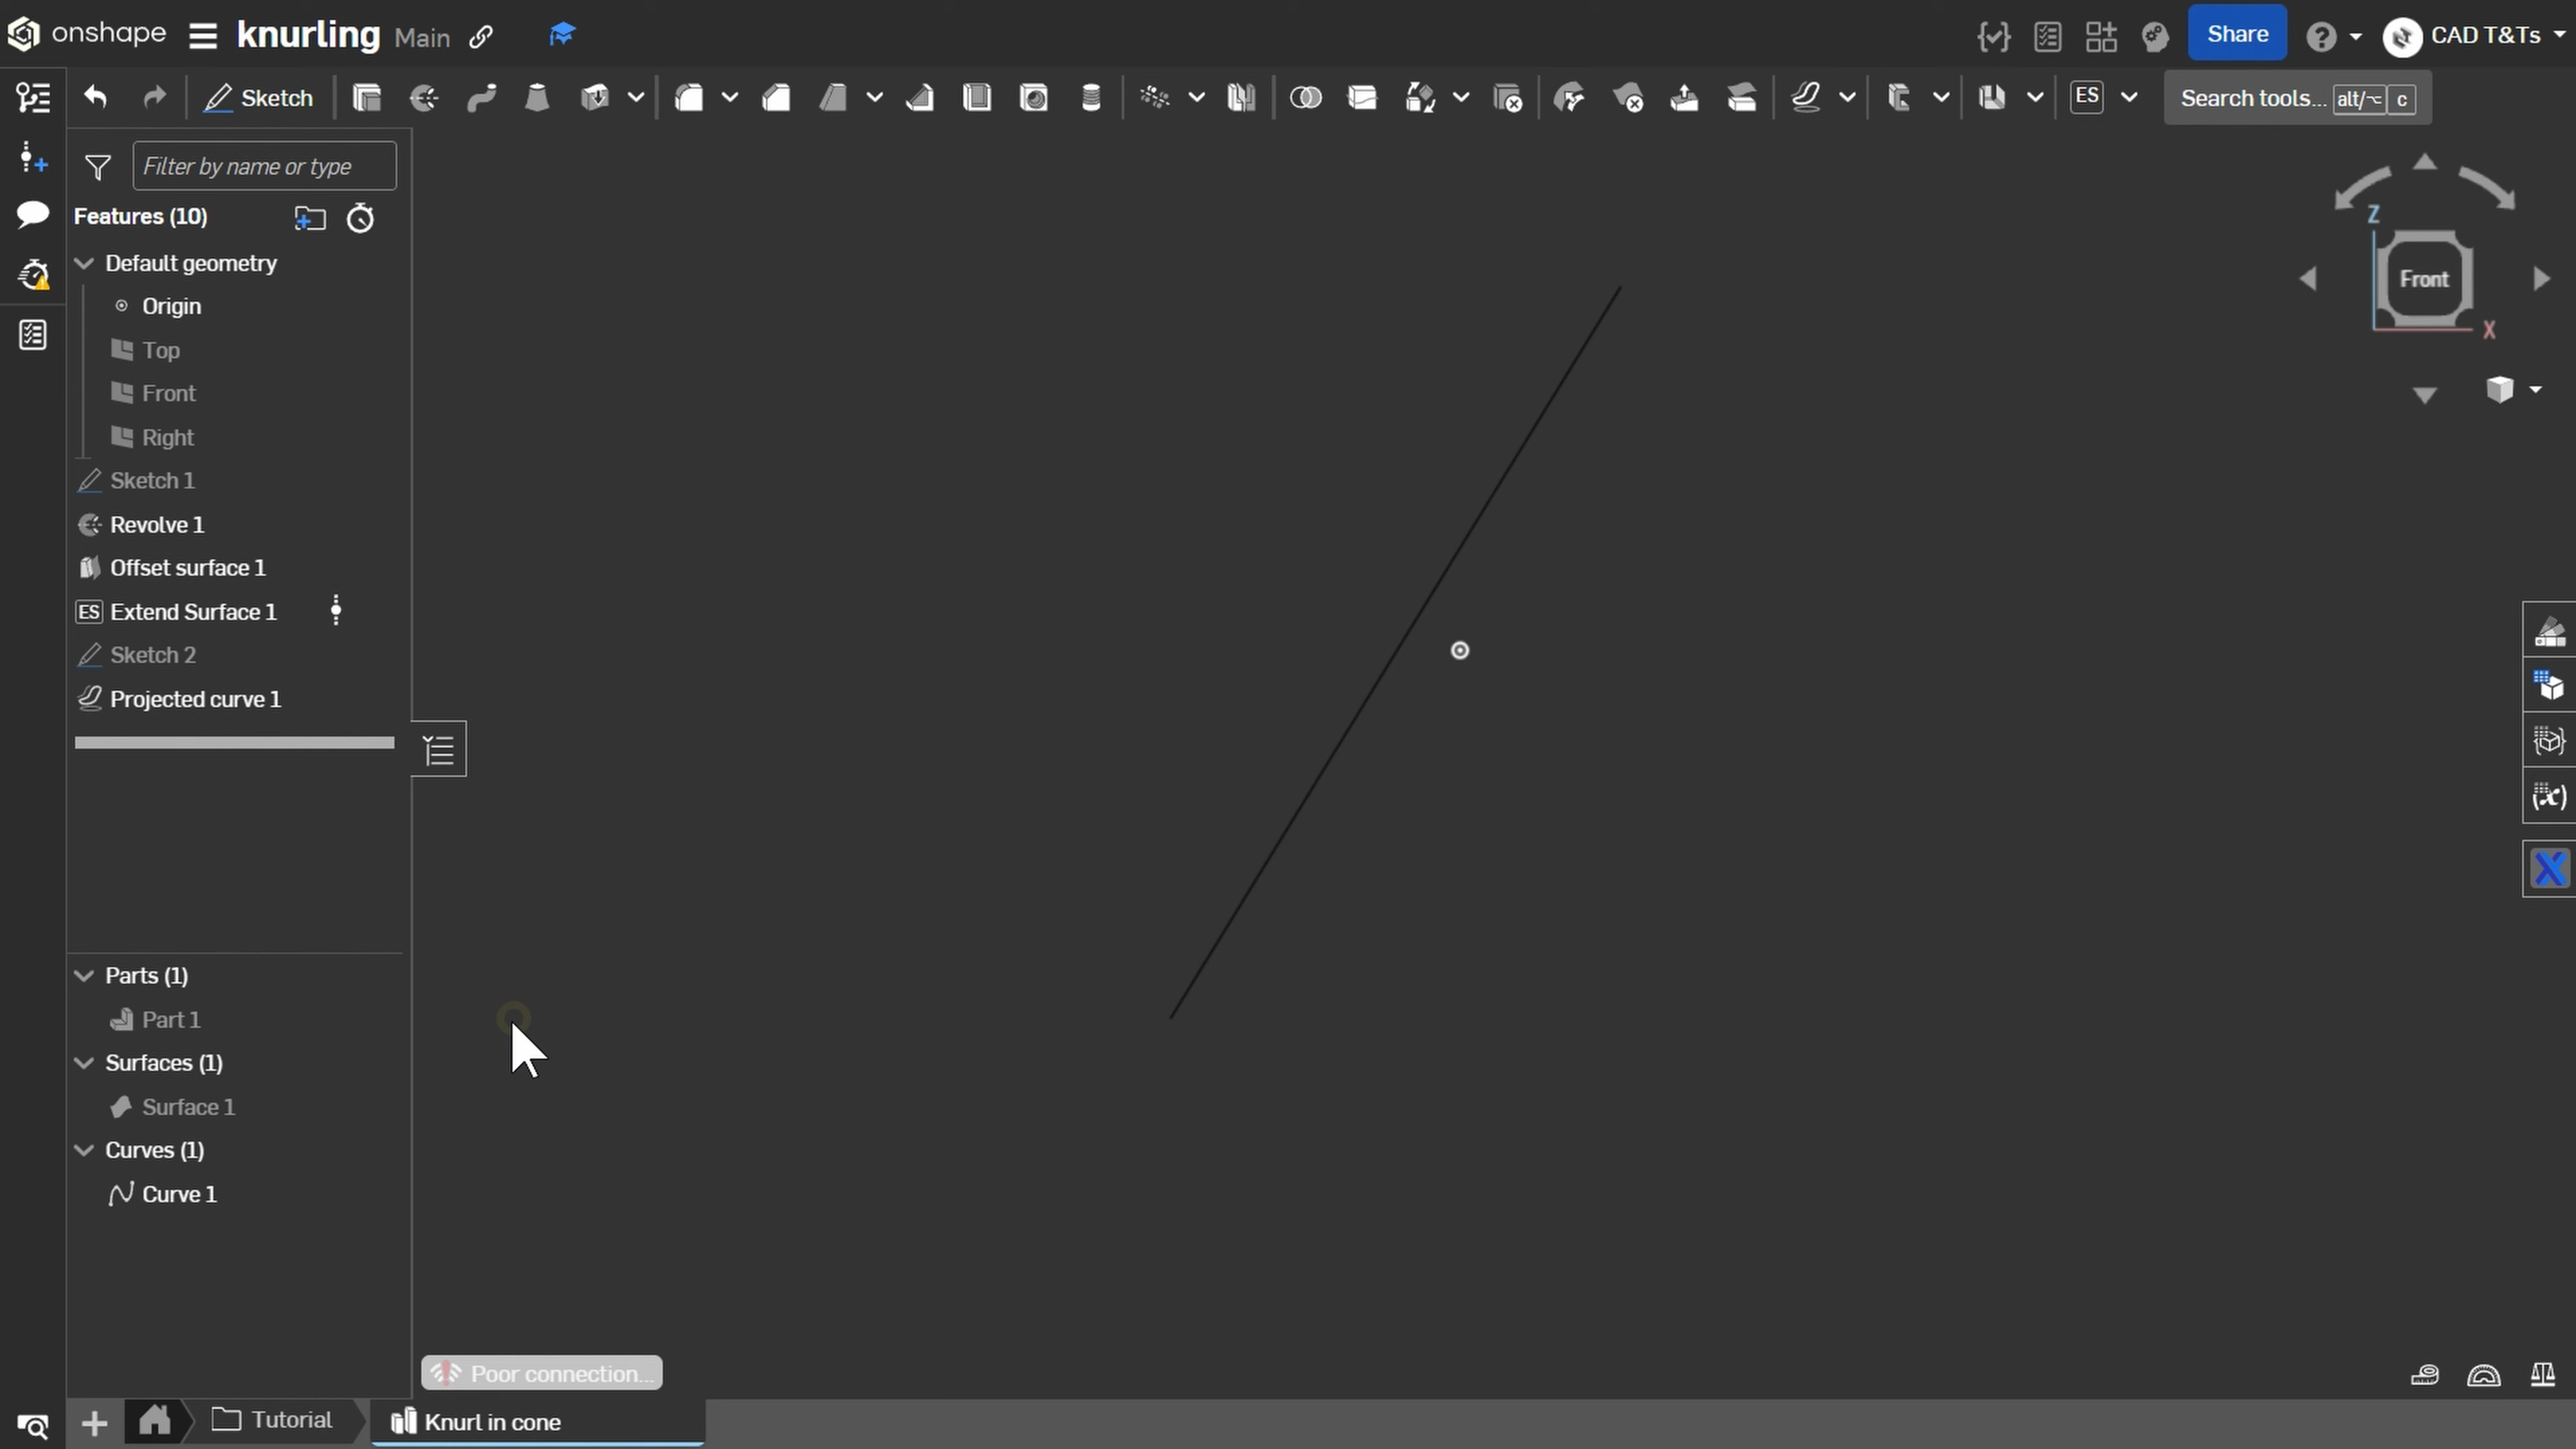 onshape knurling Main Share CAD T&Ts
Sketch ES Search tools... alt/⌥ c
Filter by name or type
Features (10)
Default geometry
Origin
Top
Front
Right
Sketch 1
Revolve 1
Offset surface 1
ES Extend Surface 1
Sketch 2
Projected curve 1
Parts (1)
Part 1
Surfaces (1)
Surface 1
Curves (1)
Curve 1
Z
Front
X
(x)
Poor connection...
Tutorial Knurl in cone